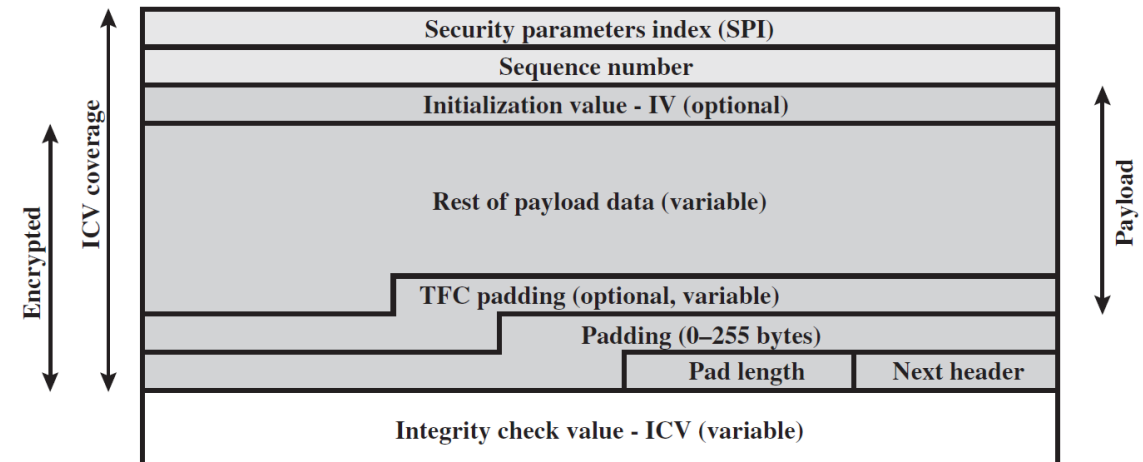 Security parameters index (SPI)
Sequence number
Initialization value - IV (optional)
Rest of payload data (variable)
TFC padding (optional, variable)
Padding (0–255 bytes)
Pad length
Next header
Integrity check value - ICV (variable)
Encrypted
ICV coverage
Payload